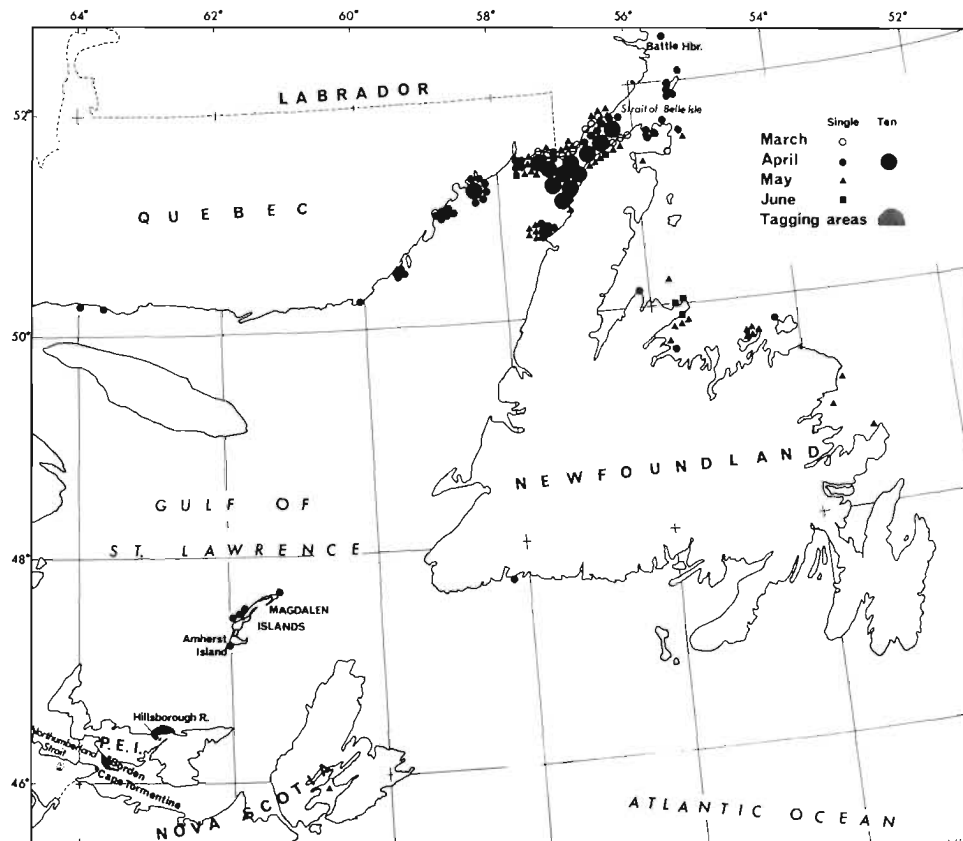 64° 62° 60° 58° 56° 54° 52°
Battle Hbr.
LABRADOR
52°
Strait of Belle Isle
Single Ten
March
April
May
June
Tagging areas
QUEBEC
50°
NEWFOUNDLAND
GULF OF
ST. LAWRENCE
48°
MAGDALEN
ISLANDS
Amherst
Island
Hillsborough R.
P.E.I.
Northumberland
Strait
Borden
Cape Tormentine
46°
NOVA SCOTIA
ATLANTIC OCEAN